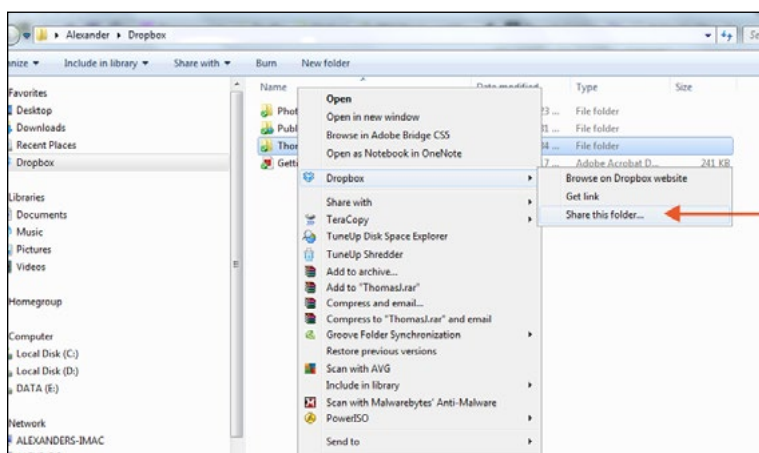 Alexander Dropbox
Include in library Share with Burn New folder
Favorites
Desktop
Downloads
Recent Places
Dropbox
Libraries
Documents
Music
Pictures
Videos
Homegroup
Computer
Local Disk (C:)
Local Disk (D:)
DATA (E:)
Network
ALEXANDERS-IMAC
Name Type Size
File folder
File folder
File folder
Adobe Acrobat D... 241 KB
Open
Open in new window
Browse in Adobe Bridge CS5
Open as Notebook in OneNote
Dropbox
Share with
TeraCopy
TuneUp Disk Space Explorer
TuneUp Shredder
Add to archive...
Add to "ThomasJ.rar"
Compress and email...
Compress to "ThomasJ.rar" and email
Groove Folder Synchronization
Restore previous versions
Scan with AVG
Include in library
Scan with Malwarebytes' Anti-Malware
PowerISO
Send to
Browse on Dropbox website
Get link
Share this folder...